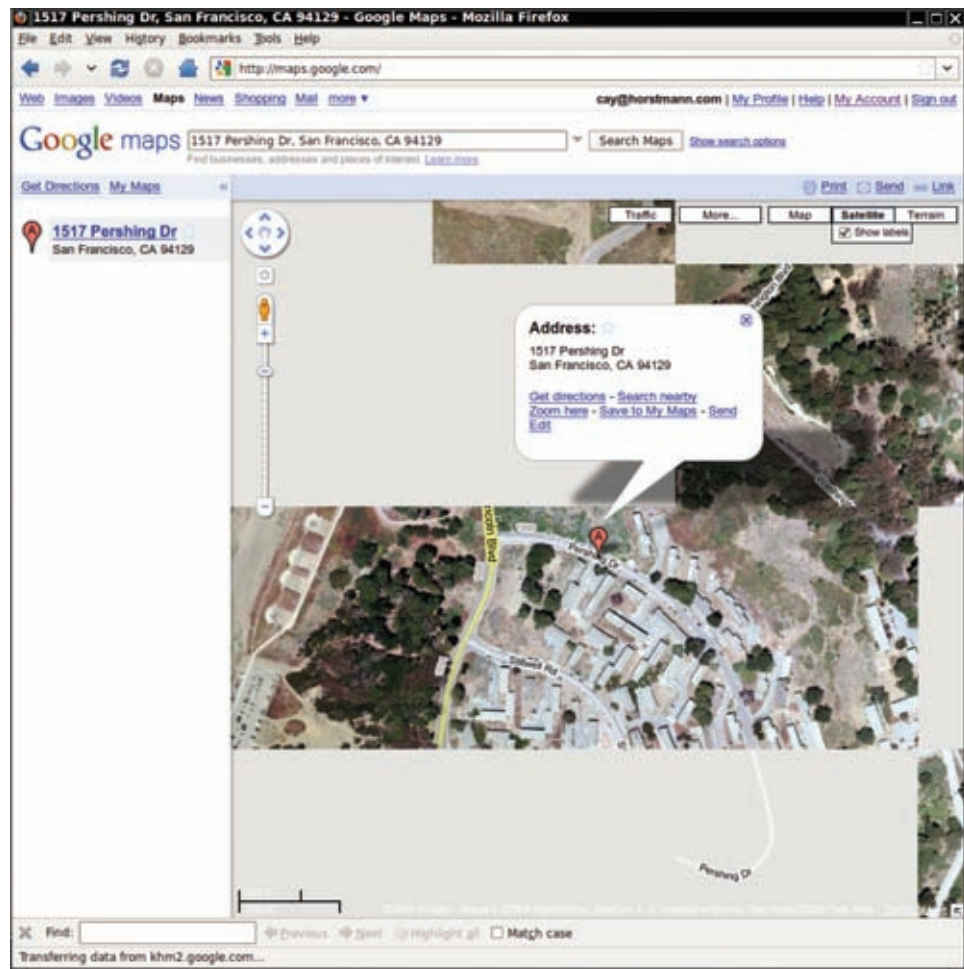 1517 Pershing Dr, San Francisco, CA 94129 - Google Maps - Mozilla Firefox
File Edit View History Bookmarks Tools Help
http://maps.google.com/
Web Images Videos Maps News Shopping Mail more ▼
cay@horstmann.com | My Profile | Help | My Account | Sign out
Google maps 1517 Pershing Dr, San Francisco, CA 94129 Search Maps Show search options
Find businesses, addresses and places of interest. Learn more
Get Directions My Maps «
Print Send Link
A 1517 Pershing Dr
San Francisco, CA 94129
Traffic More... Map Satellite Terrain
Show labels
Address:
1517 Pershing Dr
San Francisco, CA 94129
Get directions - Search nearby
Zoom here - Save to My Maps - Send
Edit
A
Pershing Dr
Stilwell Rd
Pershing Dr
Find: Previous Next Highlight all Match case
Transferring data from khm2.google.com...